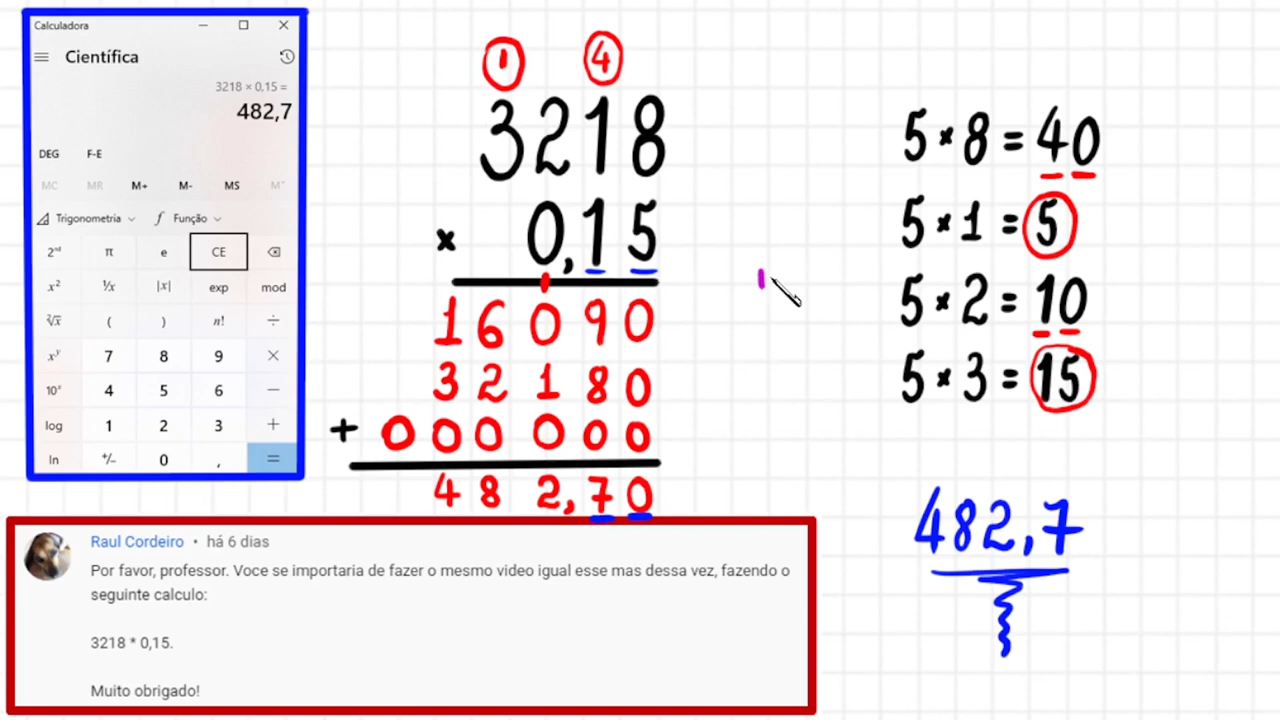 Calculadora
Científica
3218 × 0,15 =
482,7
DEG F-E
MC MR M+ M- MS M˅
Trigonometria f Função
2ⁿᵈ π e CE
x² ¹/x |x| exp mod
²√x ( ) n! ÷
xʸ 7 8 9 ×
10ˣ 4 5 6 −
log 1 2 3 +
ln ⁺/₋ 0 , =
1 4
3218
× 0,15
16090
32180
+ 000000
482,70
5 × 8 = 40
5 × 1 = 5
5 × 2 = 10
5 × 3 = 15
482,7
Raul Cordeiro • há 6 dias
Por favor, professor. Voce se importaria de fazer o mesmo video igual esse mas dessa vez, fazendo o
seguinte calculo:
3218 * 0,15.
Muito obrigado!